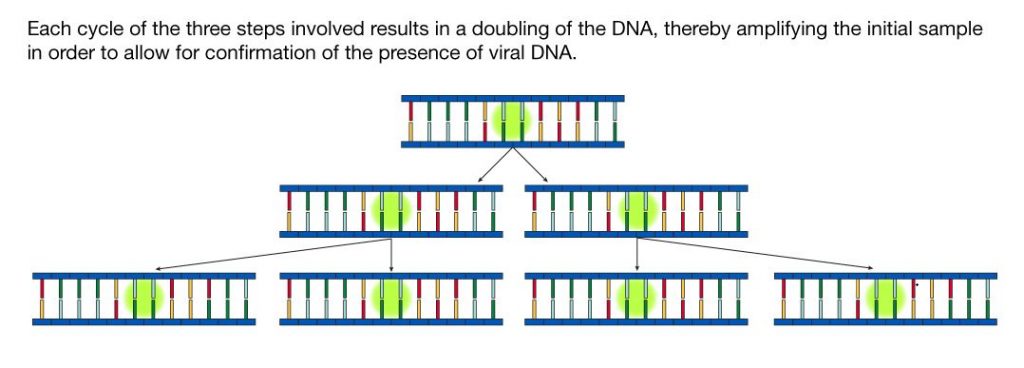 Each cycle of the three steps involved results in a doubling of the DNA, thereby amplifying the initial sample
in order to allow for confirmation of the presence of viral DNA.